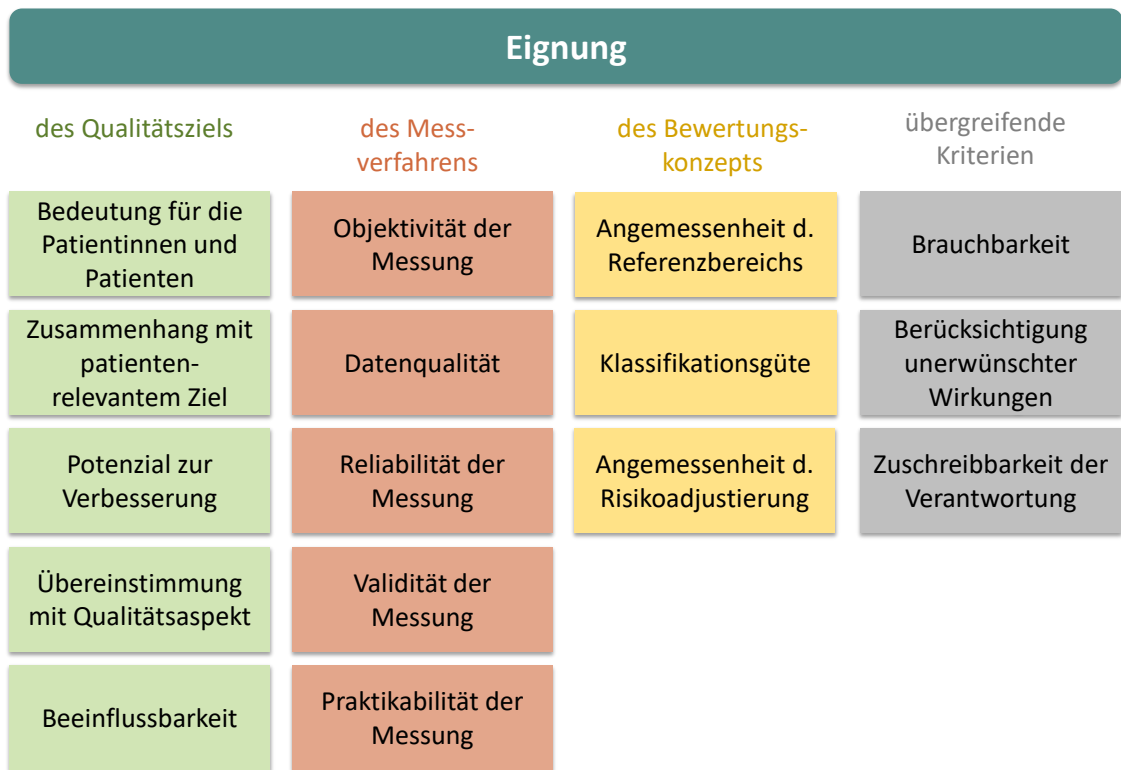 Eignung
des Qualitätsziels
des Mess-
verfahrens
des Bewertungs-
konzepts
übergreifende
Kriterien
Bedeutung für die
Patientinnen und
Patienten
Objektivität der
Messung
Angemessenheit d.
Referenzbereichs
Brauchbarkeit
Zusammenhang mit
patienten-
relevantem Ziel
Datenqualität
Klassifikationsgüte
Berücksichtigung
unerwünschter
Wirkungen
Potenzial zur
Verbesserung
Reliabilität der
Messung
Angemessenheit d.
Risikoadjustierung
Zuschreibbarkeit der
Verantwortung
Übereinstimmung
mit Qualitätsaspekt
Validität der
Messung
Beeinflussbarkeit
Praktikabilität der
Messung